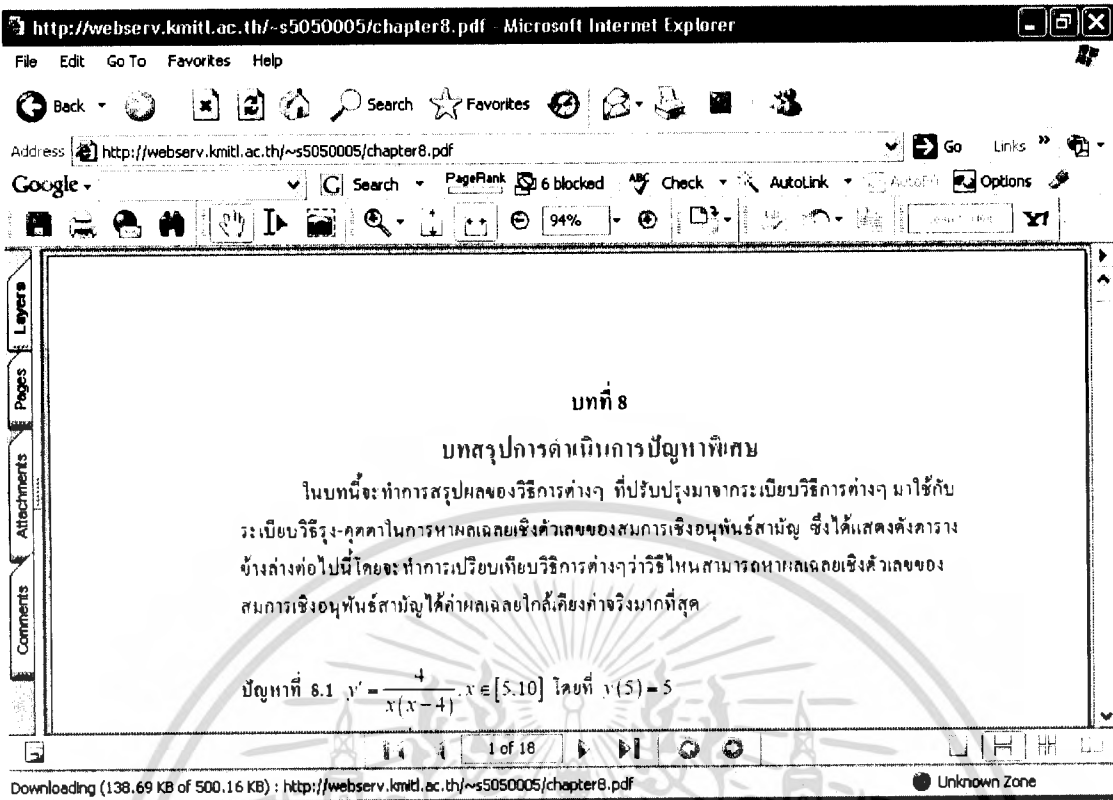 http://webserv.kmitl.ac.th/~s5050005/chapter8.pdf - Microsoft Internet Explorer
File Edit Go To Favorites Help
Back Search Favorites
Address http://webserv.kmitl.ac.th/~s5050005/chapter8.pdf Go Links »
Google Search PageRank 6 blocked ABC Check AutoLink AutoFill Options
94% Y!
Layers
Pages
Attachments
Comments
บทที่ 8
บทสรุปการดำเนินการปัญหาพิเศษ
ในบทนี้จะทำการสรุปผลของวิธีการต่างๆ ที่ปรับปรุงมาจากระเบียบวิธีการต่างๆ มาใช้กับ
ระเบียบวิธีรุง-คุตตาในการหาผลเฉลยเชิงตัวเลขของสมการเชิงอนุพันธ์สามัญ ซึ่งได้แสดงดังตาราง
ข้างล่างต่อไปนี้โดยจะทำการเปรียบเทียบวิธีการต่างๆว่าวิธีไหนสามารถหาผลเฉลยเชิงตัวเลขของ
สมการเชิงอนุพันธ์สามัญได้ค่าผลเฉลยใกล้เคียงค่าจริงมากที่สุด
ปัญหาที่ 8.1 y' = 4/x(x-4), x ∈ [5,10] โดยที่ y(5) = 5
1 of 18
Downloading (138.69 KB of 500.16 KB) : http://webserv.kmitl.ac.th/~s5050005/chapter8.pdf Unknown Zone